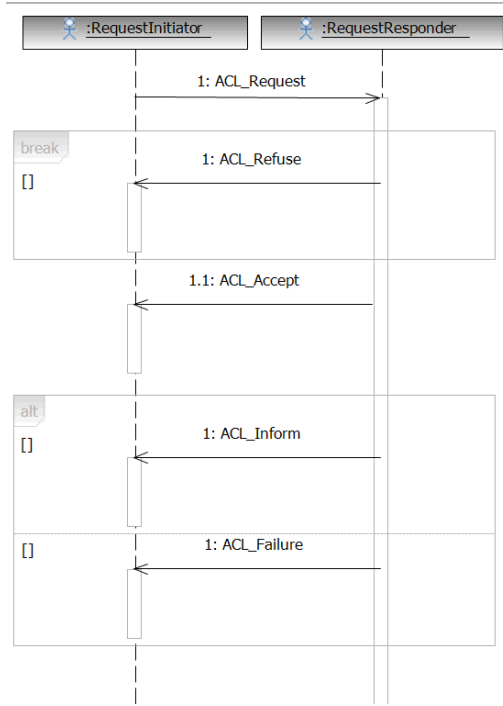 :RequestInitiator
:RequestResponder
1: ACL_Request
break
1: ACL_Refuse
[]
1.1: ACL_Accept
alt
1: ACL_Inform
[]
1: ACL_Failure
[]